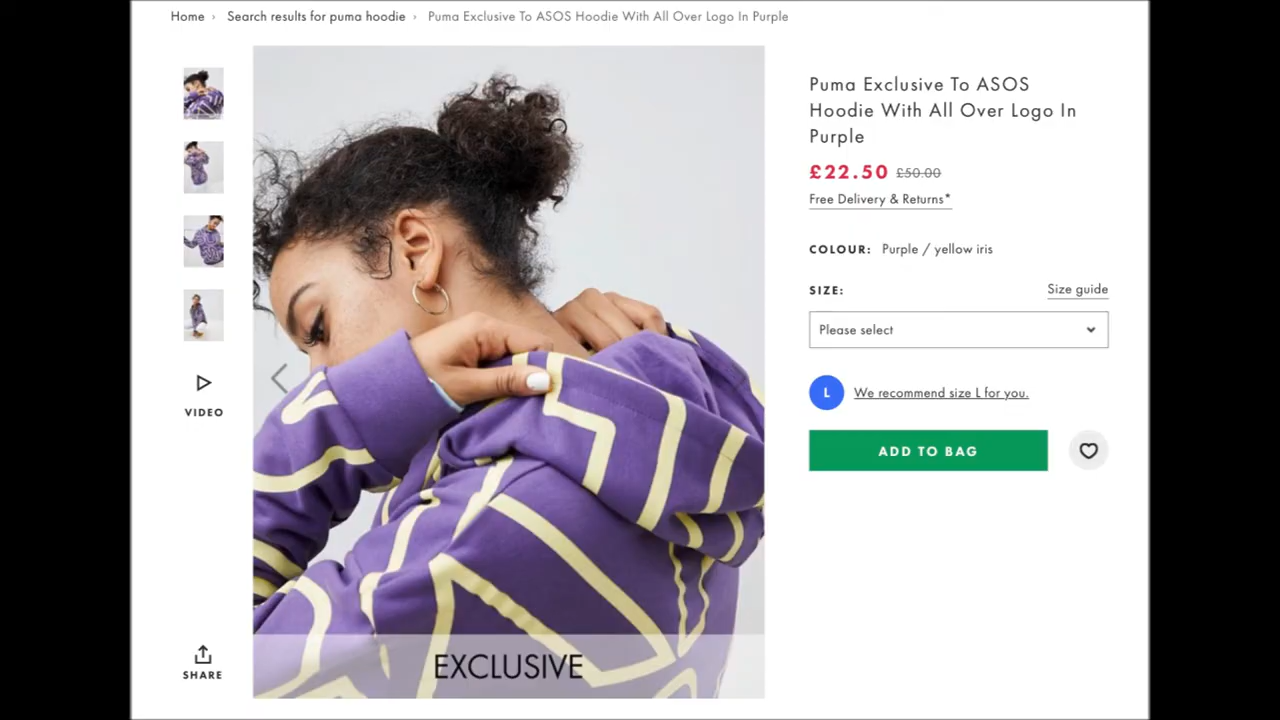 Home › Search results for puma hoodie › Puma Exclusive To ASOS Hoodie With All Over Logo In Purple
Puma Exclusive To ASOS
Hoodie With All Over Logo In
Purple
£22.50 £50.00
Free Delivery & Returns*
COLOUR: Purple / yellow iris
SIZE: Size guide
Please select
L We recommend size L for you.
ADD TO BAG
VIDEO
SHARE
EXCLUSIVE